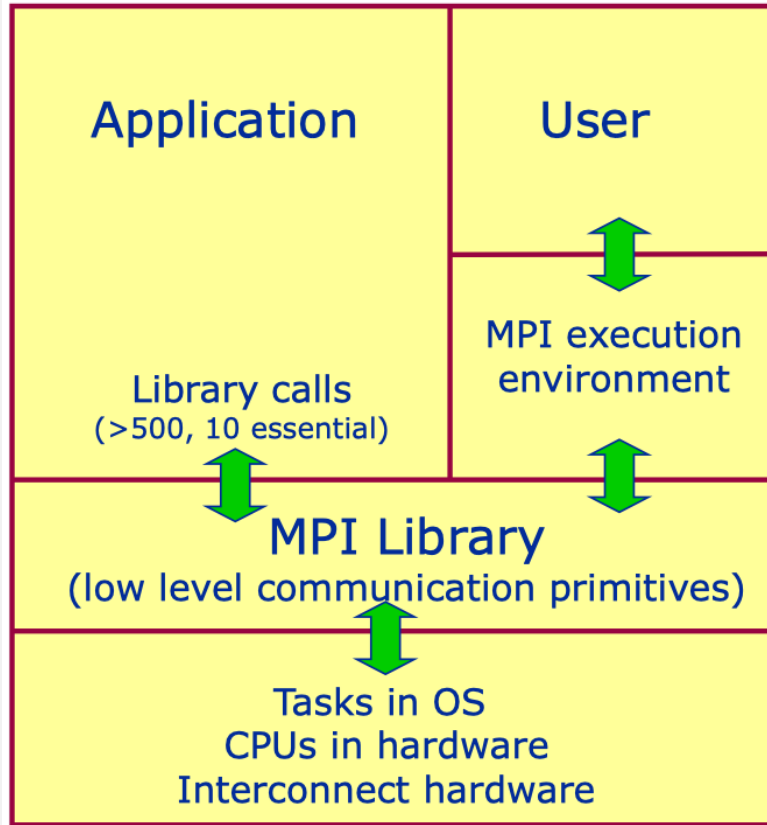 Application
User
MPI execution
environment
Library calls
(>500, 10 essential)
MPI Library
(low level communication primitives)
Tasks in OS
CPUs in hardware
Interconnect hardware